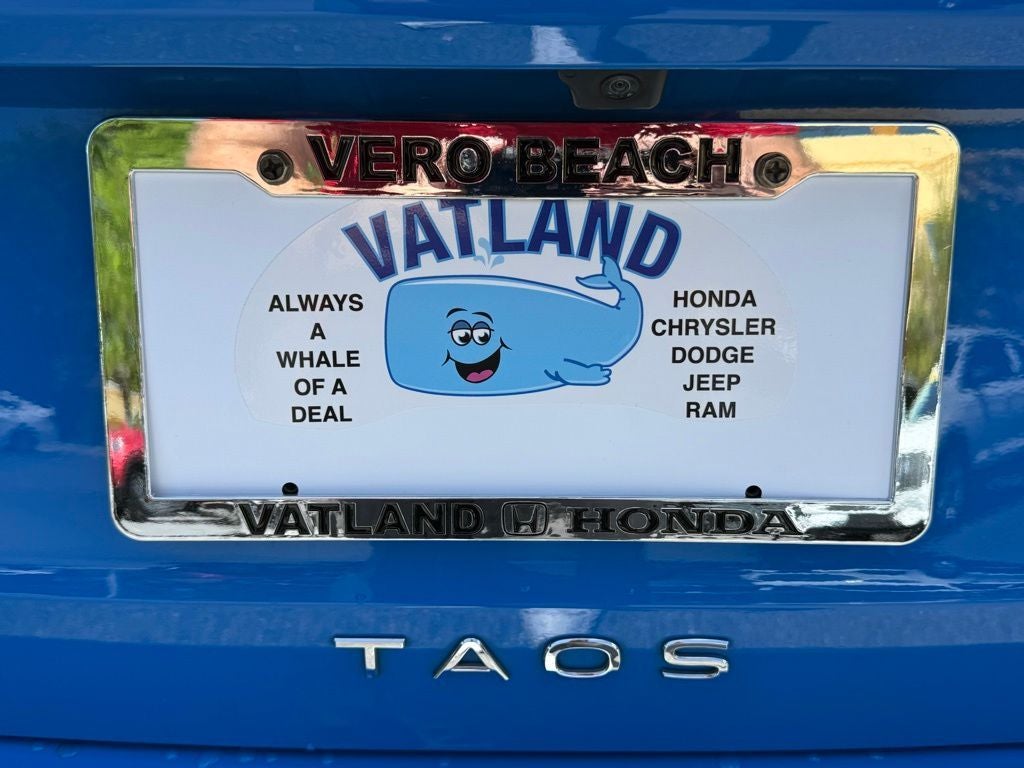 VERO BEACH
VATLAND
ALWAYS
A
WHALE
OF A
DEAL
HONDA
CHRYSLER
DODGE
JEEP
RAM
VATLAND HONDA
TAOS